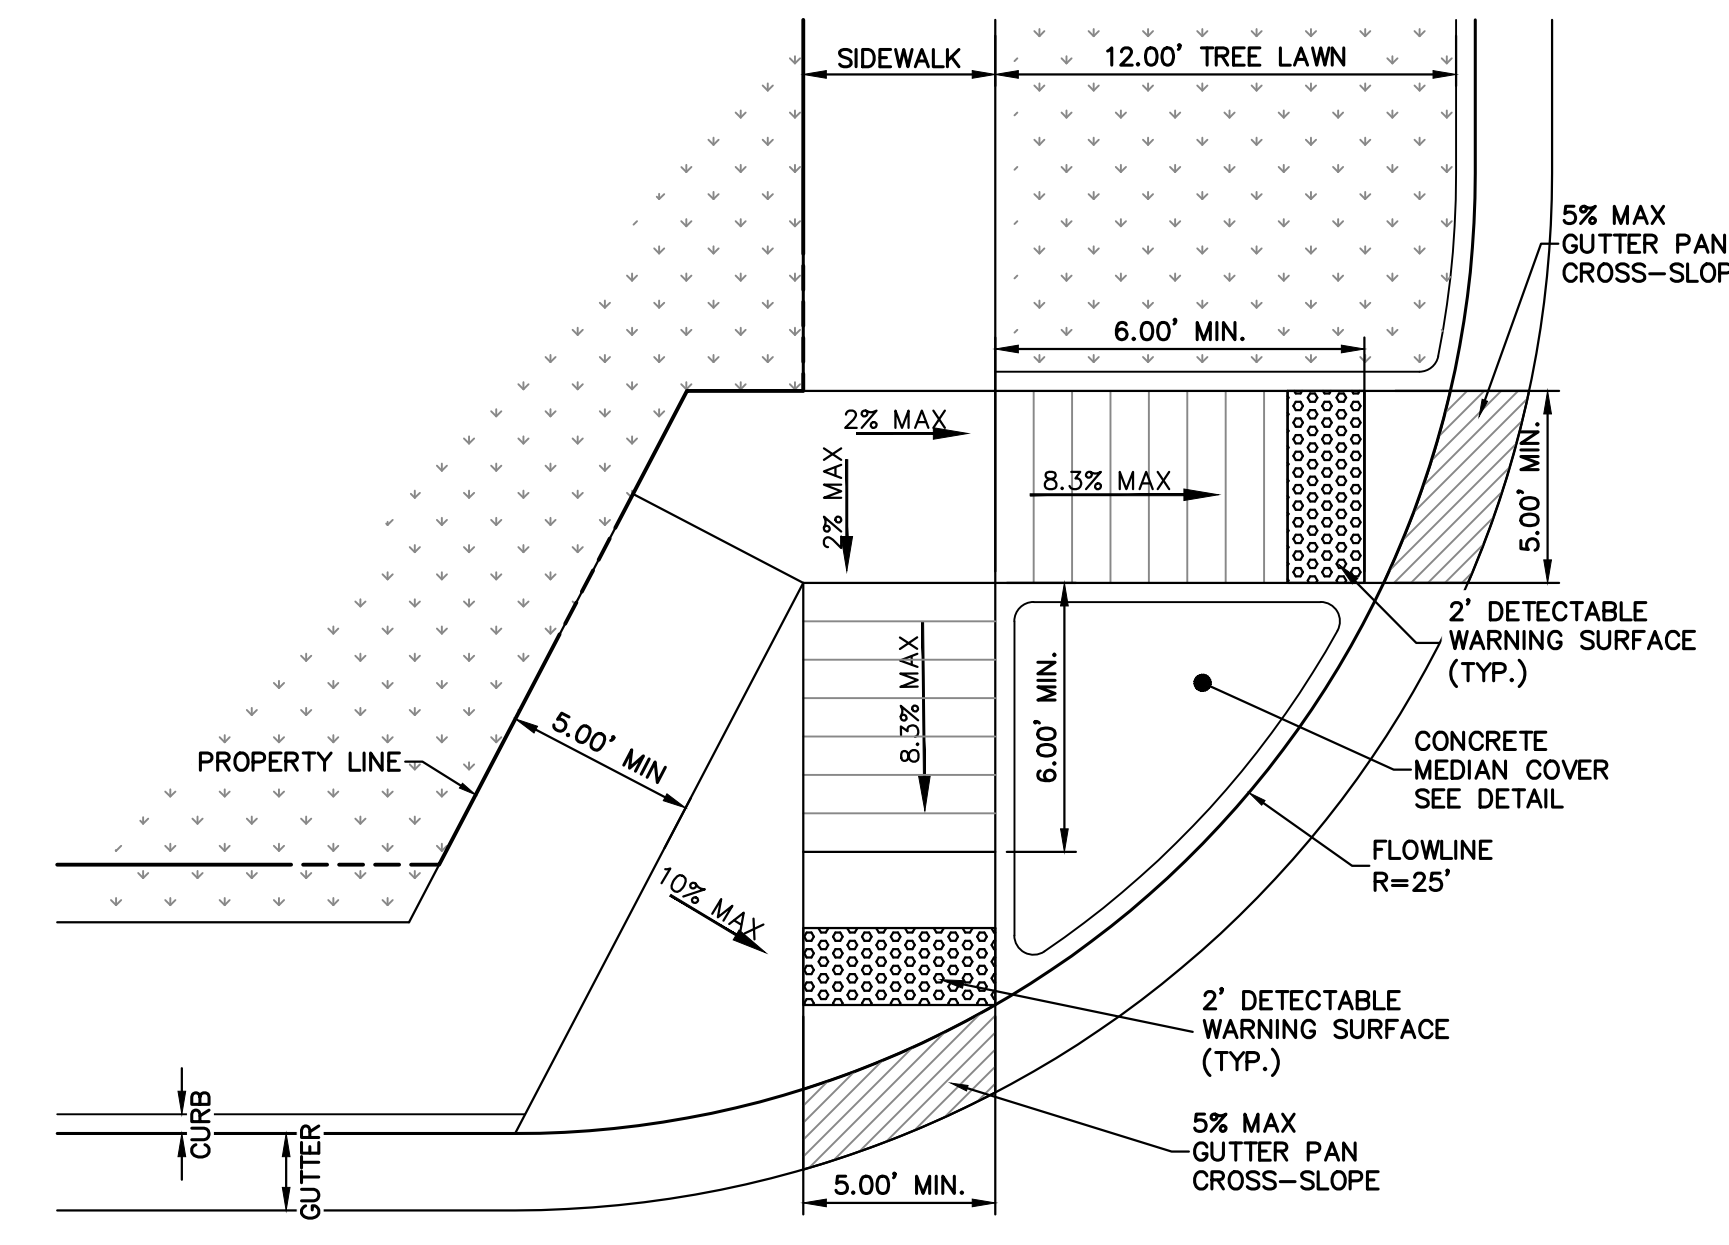 SIDEWALK
12.00' TREE LAWN
5% MAX
GUTTER PAN
CROSS-SLOP
6.00' MIN.
2% MAX
2% MAX
8.3% MAX
5.00' MIN.
2' DETECTABLE
WARNING SURFACE
(TYP.)
8.3% MAX
6.00' MIN.
5.00' MIN
PROPERTY LINE
CONCRETE
MEDIAN COVER
SEE DETAIL
FLOWLINE
R=25'
10% MAX
2' DETECTABLE
WARNING SURFACE
(TYP.)
CURB
GUTTER
5% MAX
GUTTER PAN
CROSS-SLOPE
5.00' MIN.